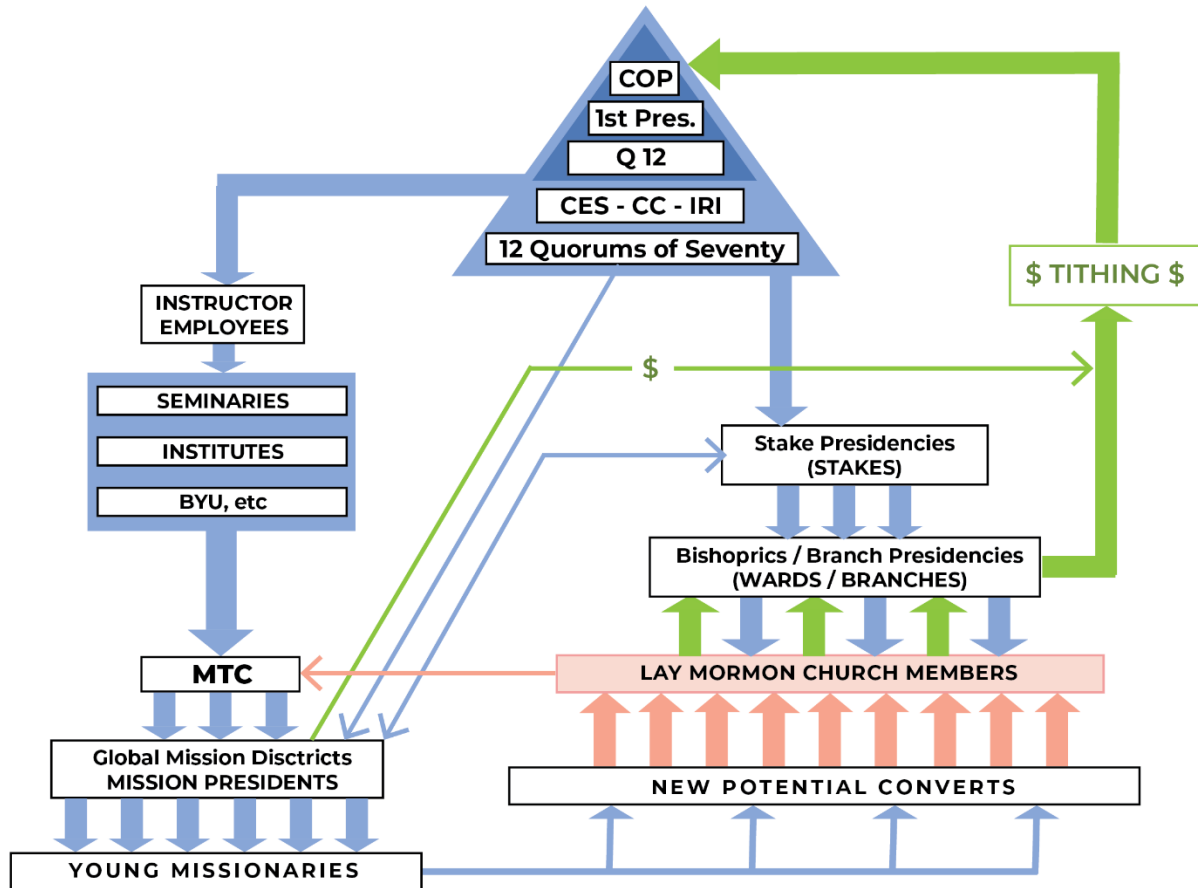 COP
1st Pres.
Q 12
CES - CC - IRI
12 Quorums of Seventy
$ TITHING $
INSTRUCTOR
EMPLOYEES
SEMINARIES
INSTITUTES
BYU, etc
$
Stake Presidencies
(STAKES)
Bishoprics / Branch Presidencies
(WARDS / BRANCHES)
MTC
LAY MORMON CHURCH MEMBERS
Global Mission Disctricts
MISSION PRESIDENTS
NEW POTENTIAL CONVERTS
YOUNG MISSIONARIES